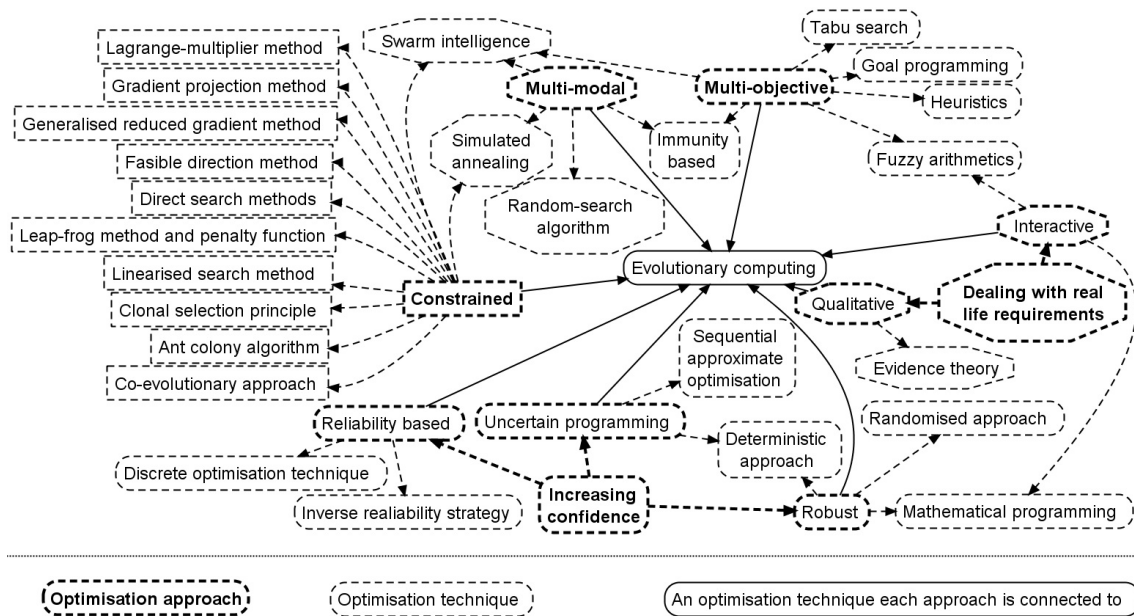 Tabu search
Lagrange-multiplier method
Swarm intelligence
Goal programming
Gradient projection method
Multi-modal
Multi-objective
Heuristics
Generalised reduced gradient method
Simulated
annealing
Immunity
based
Fasible direction method
Fuzzy arithmetics
Direct search methods
Random-search
algorithm
Leap-frog method and penalty function
Interactive
Linearised search method
Evolutionary computing
Constrained
Qualitative
Dealing with real
life requirements
Clonal selection principle
Ant colony algorithm
Sequential
approximate
optimisation
Co-evolutionary approach
Evidence theory
Reliability based
Uncertain programming
Randomised approach
Deterministic
approach
Discrete optimisation technique
Increasing
confidence
Inverse realiability strategy
Robust
Mathematical programming
Optimisation approach
Optimisation technique
An optimisation technique each approach is connected to